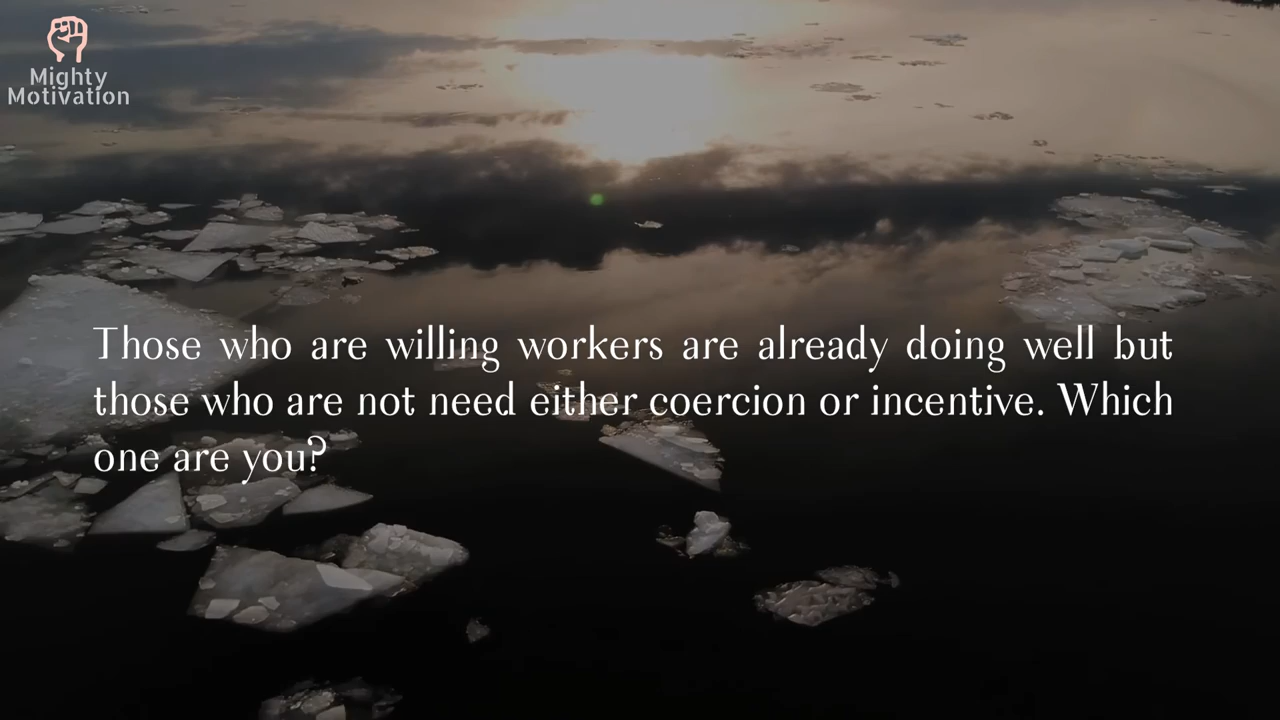 Mighty
Motivation
Those who are willing workers are already doing well but
those who are not need either coercion or incentive. Which
one are you?